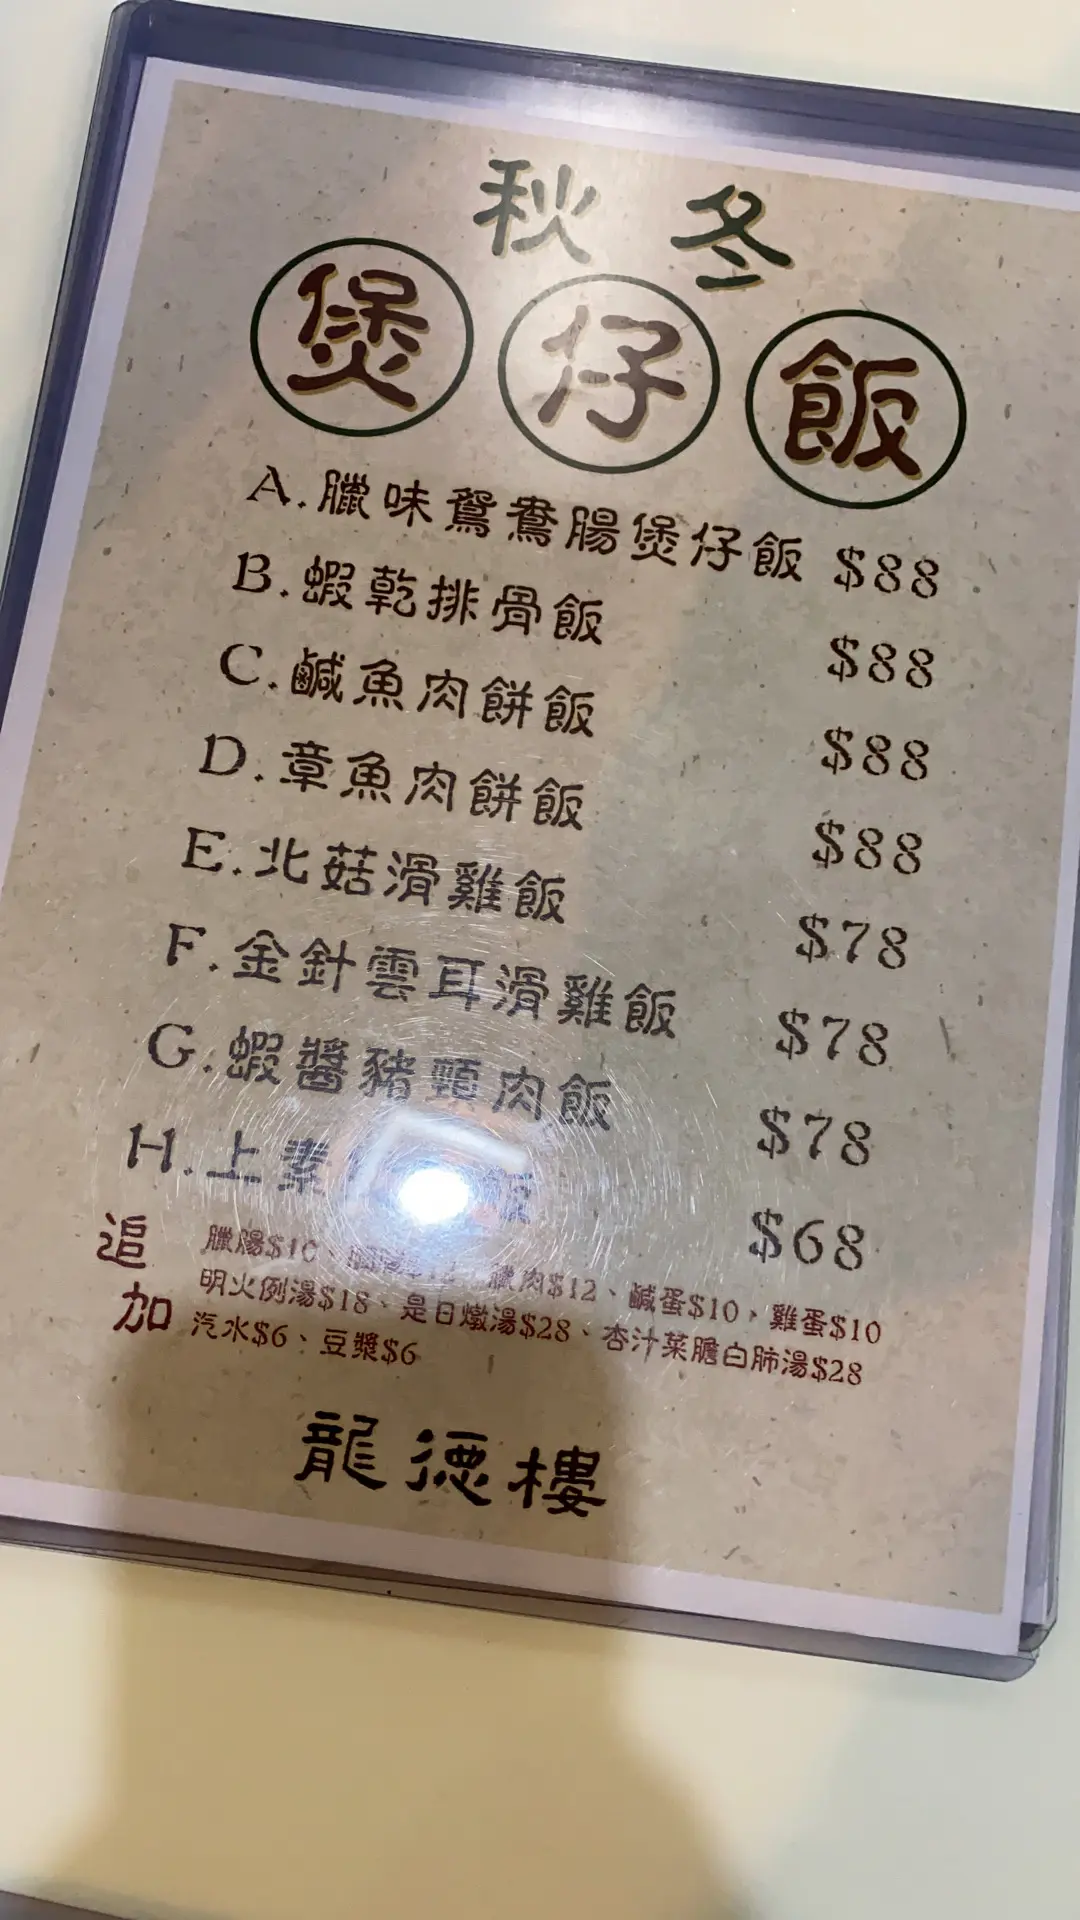 秋冬
煲仔飯
A.臘味鴛鴦腸煲仔飯 $88
B.蝦乾排骨飯 $88
C.鹹魚肉餅飯 $88
D.章魚肉餅飯 $88
E.北菇滑雞飯 $78
F.金針雲耳滑雞飯 $78
G.蝦醬豬頸肉飯 $78
H.上素 飯 $68
追加
臘腸$10、 臘肉$12、鹹蛋$10，雞蛋$10
明火例湯$18、是日燉湯$28、杏汁菜膽白肺湯$28
汽水$6、豆漿$6
龍德樓